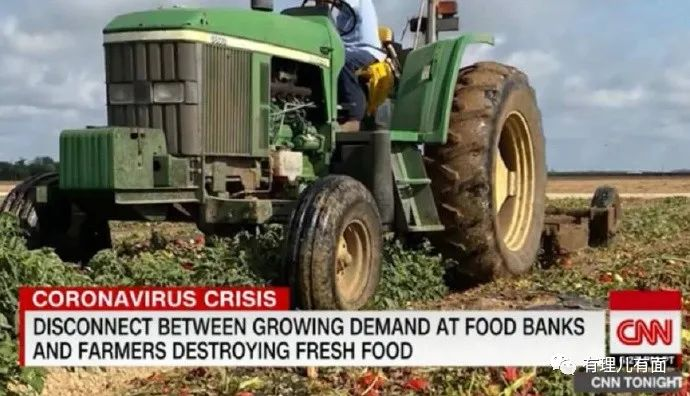 CORONAVIRUS CRISIS
DISCONNECT BETWEEN GROWING DEMAND AT FOOD BANKS
AND FARMERS DESTROYING FRESH FOOD
CNN
有理儿有面
CNN TONIGHT